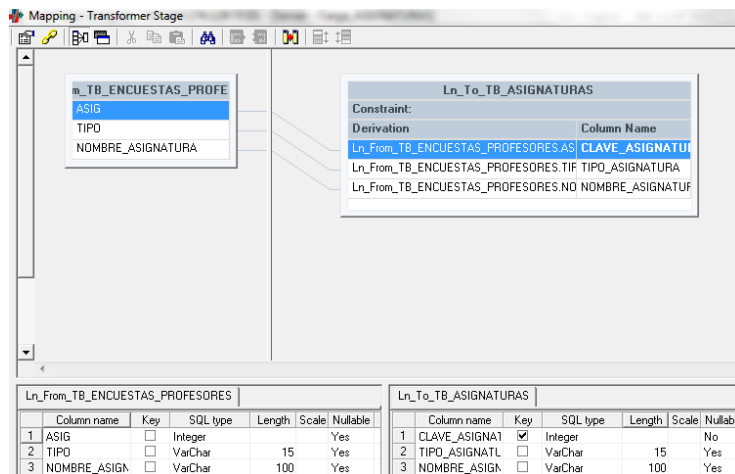 Mapping - Transformer Stage
m_TB_ENCUESTAS_PROFE
ASIG
TIPO
NOMBRE_ASIGNATURA
Ln_To_TB_ASIGNATURAS
Constraint:
Derivation Column Name
Ln_From_TB_ENCUESTAS_PROFESORES.AS CLAVE_ASIGNATU
Ln_From_TB_ENCUESTAS_PROFESORES.TIF TIPO_ASIGNATURA
Ln_From_TB_ENCUESTAS_PROFESORES.NO NOMBRE_ASIGNATUF
Ln_From_TB_ENCUESTAS_PROFESORES
Column name Key SQL type Length Scale Nullable
1 ASIG Integer Yes
2 TIPO VarChar 15 Yes
3 NOMBRE_ASIGN VarChar 100 Yes
Ln_To_TB_ASIGNATURAS
Column name Key SQL type Length Scale Nullab
1 CLAVE_ASIGNAT Integer No
2 TIPO_ASIGNATL VarChar 15 Yes
3 NOMBRE_ASIGN VarChar 100 Yes